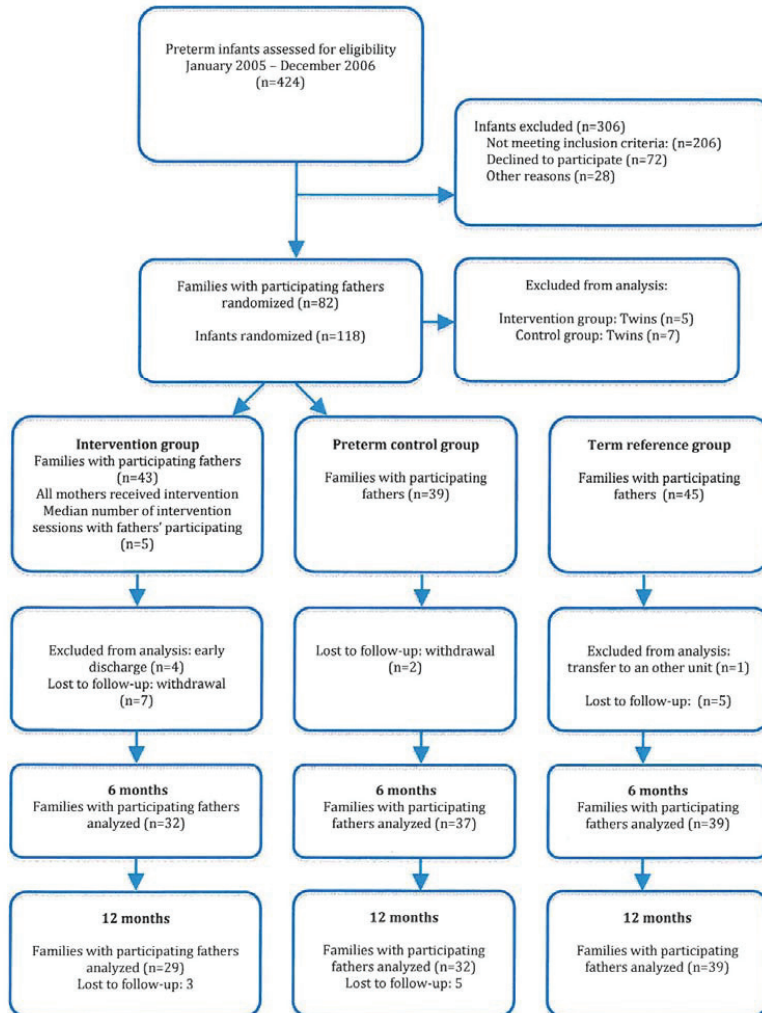 Preterm infants assessed for eligibility
January 2005 – December 2006
(n=424)
Infants excluded (n=306)
Not meeting inclusion criteria: (n=206)
Declined to participate (n=72)
Other reasons (n=28)
Families with participating fathers
randomized (n=82)
Infants randomized (n=118)
Excluded from analysis:
Intervention group: Twins (n=5)
Control group: Twins (n=7)
Intervention group
Families with participating fathers
(n=43)
All mothers received intervention
Median number of intervention
sessions with fathers’ participating
(n=5)
Preterm control group
Families with participating
fathers (n=39)
Term reference group
Families with participating
fathers (n=45)
Excluded from analysis: early
discharge (n=4)
Lost to follow-up: withdrawal
(n=7)
Lost to follow-up: withdrawal
(n=2)
Excluded from analysis:
transfer to an other unit (n=1)
Lost to follow-up: (n=5)
6 months
Families with participating fathers
analyzed (n=32)
6 months
Families with participating
fathers analyzed (n=37)
6 months
Families with participating
fathers analyzed (n=39)
12 months
Families with participating fathers
analyzed (n=29)
Lost to follow-up: 3
12 months
Families with participating
fathers analyzed (n=32)
Lost to follow-up: 5
12 months
Families with participating
fathers analyzed (n=39)